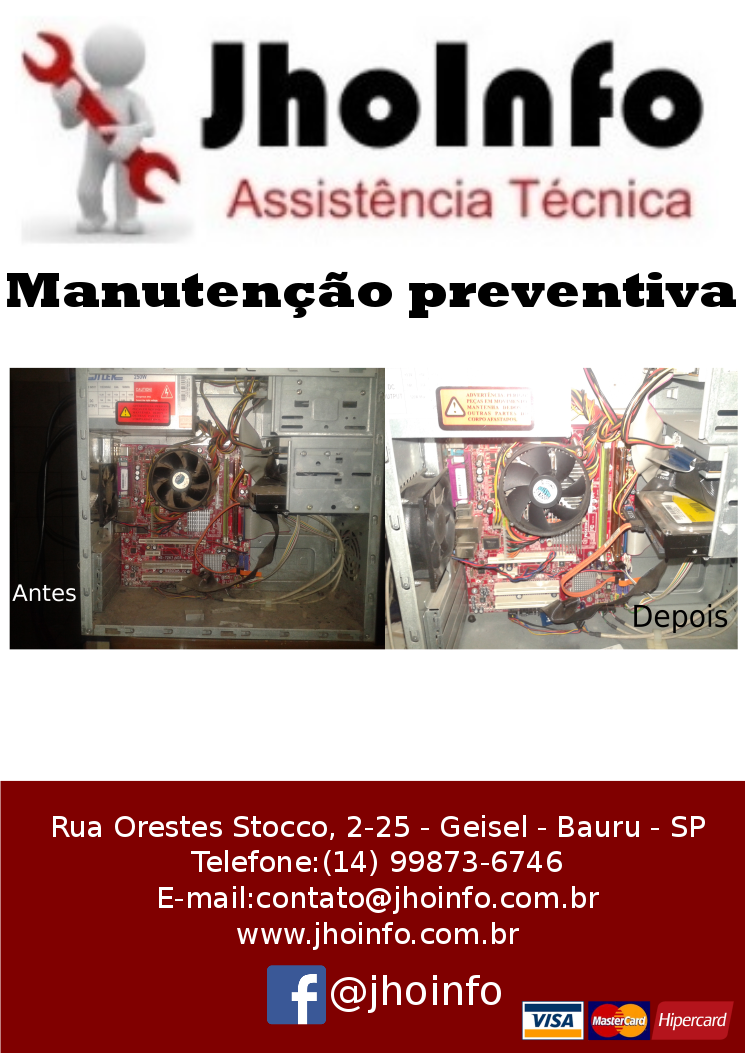 JhoInfo
Assistência Técnica
Manutenção preventiva
ADVERTÊNCIA
Antes
Depois
Rua Orestes Stocco, 2-25 - Geisel - Bauru - SP
Telefone:(14) 99873-6746
E-mail:contato@jhoinfo.com.br
www.jhoinfo.com.br
f @jhoinfo
VISA MasterCard Hipercard